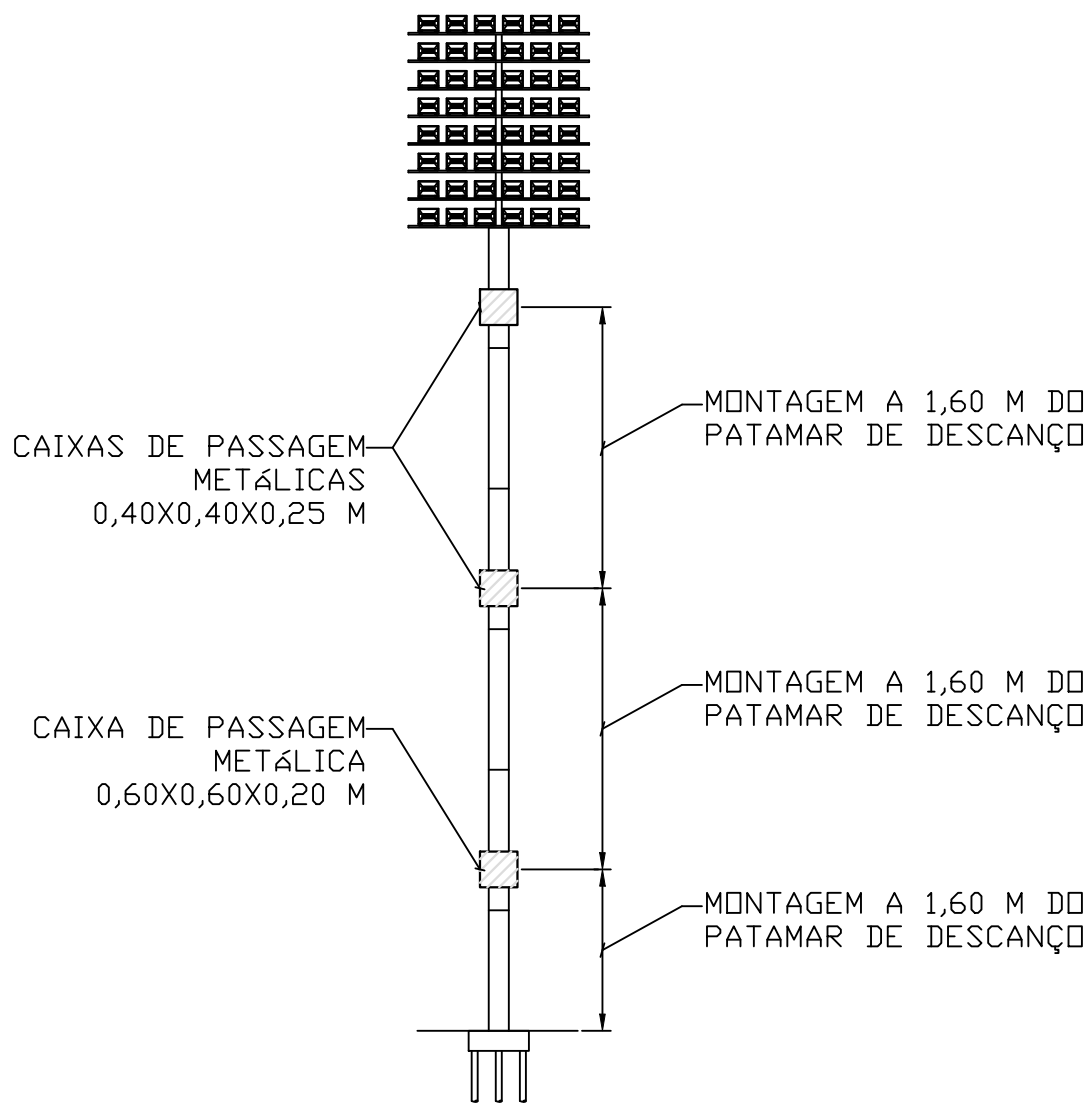 MONTAGEM A 1,60 M DO
PATAMAR DE DESCANÇO
CAIXAS DE PASSAGEM
METÁLICAS
0,40X0,40X0,25 M
MONTAGEM A 1,60 M DO
PATAMAR DE DESCANÇO
CAIXA DE PASSAGEM
METÁLICA
0,60X0,60X0,20 M
MONTAGEM A 1,60 M DO
PATAMAR DE DESCANÇO